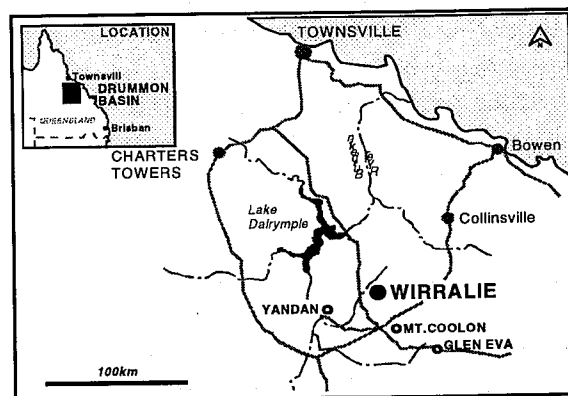 LOCATION
Townsvill
DRUMMON
BASIN
QUEENGLAND
Brisban
TOWNSVILLE
N
CHARTERS
TOWERS
Bowen
Lake
Dalrymple
Collinsville
WIRRALIE
YANDAN
MT.COOLON
GLEN EVA
100km